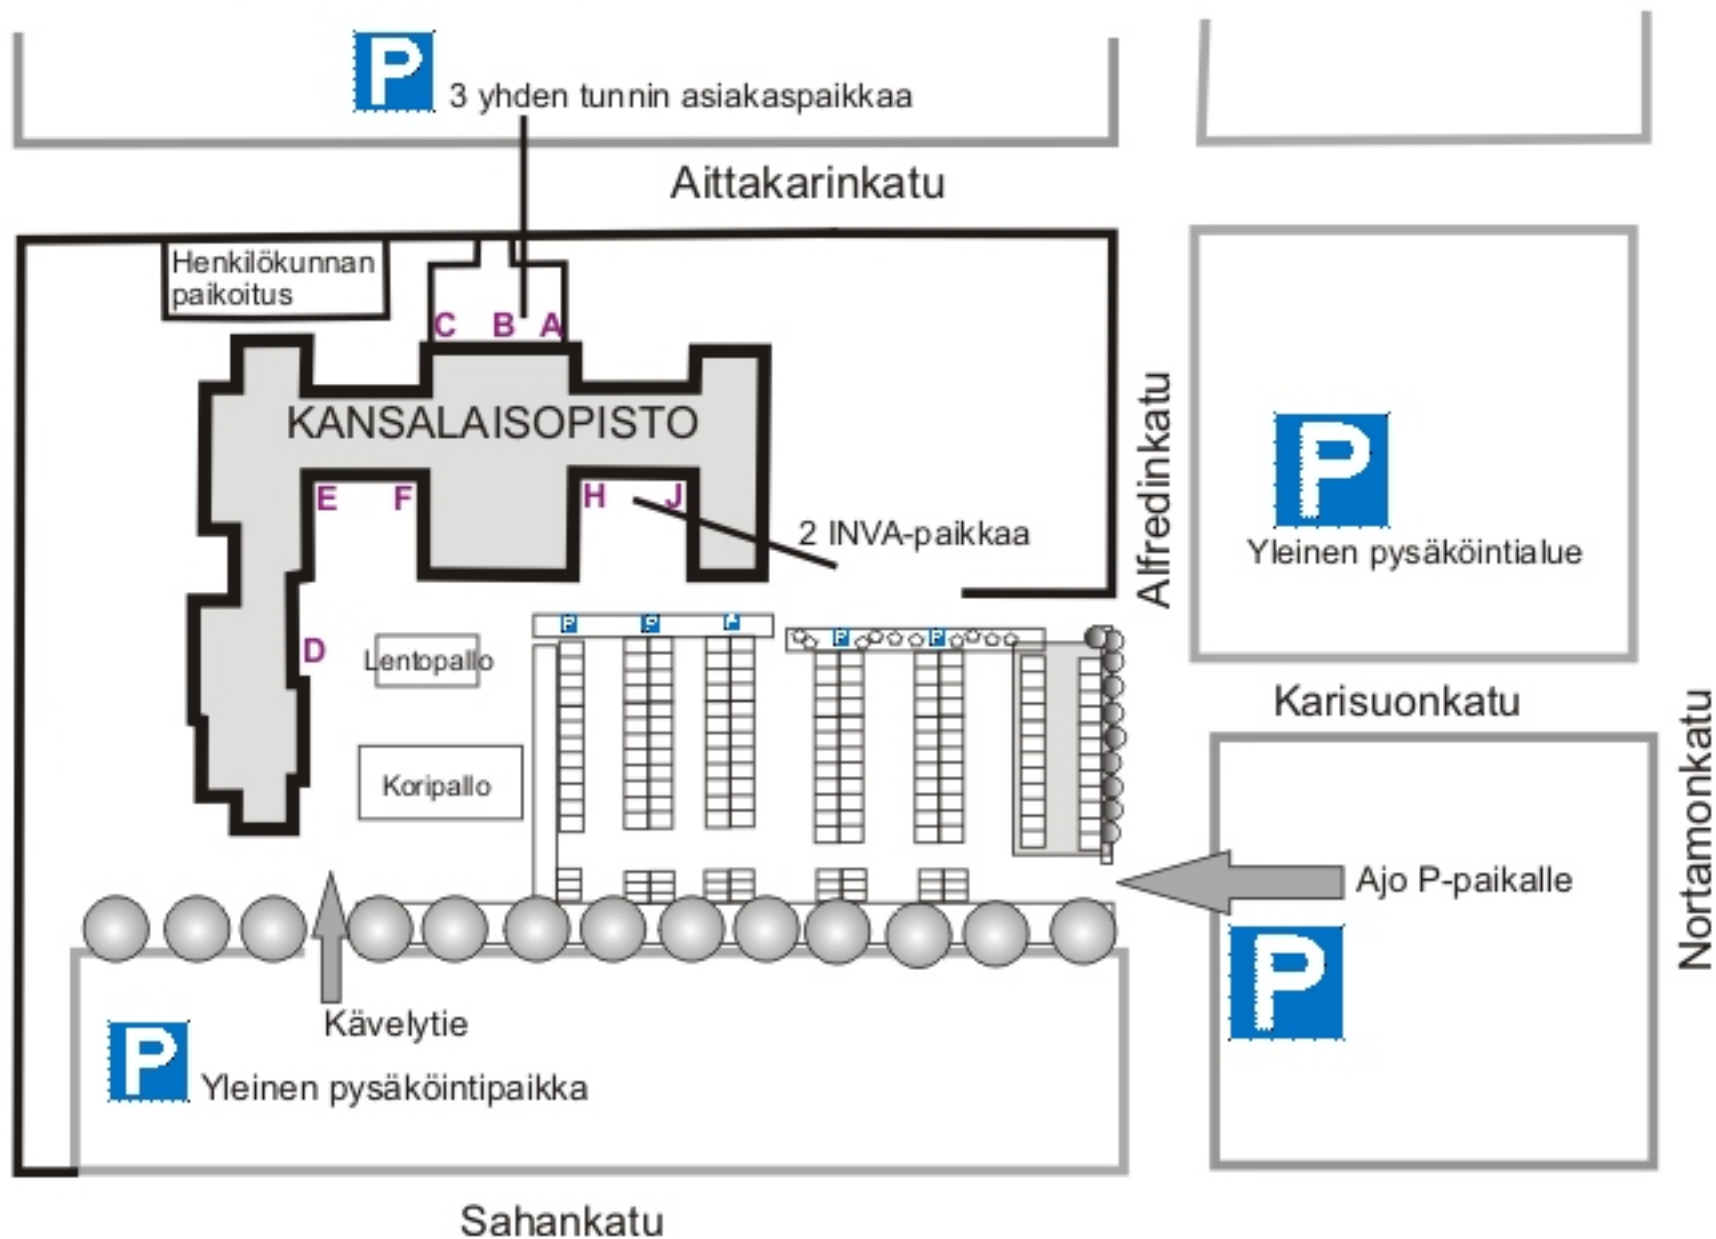 P
3 yhden tunnin asiakaspaikkaa
Aittakarinkatu
Henkilökunnan
paikoitus
C B A
KANSALAISOPISTO
E F H J
2 INVA-paikkaa
Alfredinkatu
P
Yleinen pysäköintialue
P P P P P
D
Lentopallo
Koripallo
Karisuonkatu
Nortamonkatu
Ajo P-paikalle
P
Kävelytie
P
Yleinen pysäköintipaikka
Sahankatu